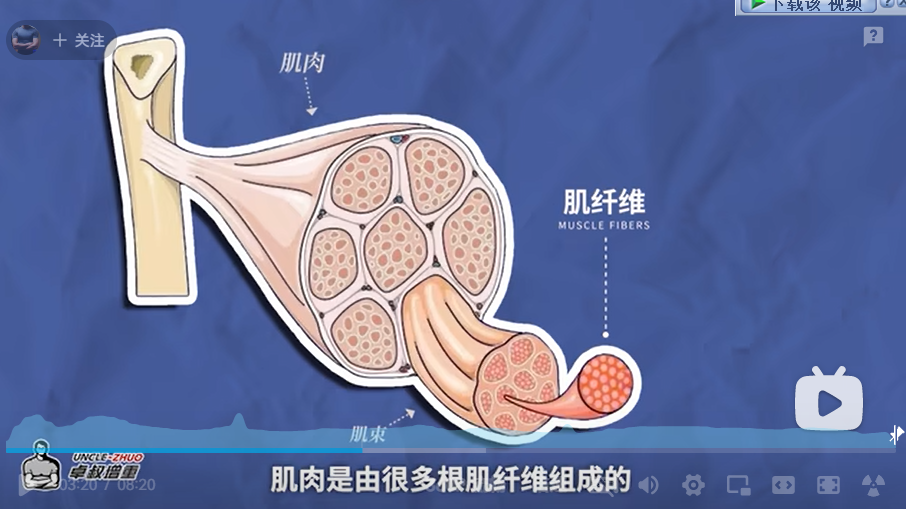 下载该 视频
+ 关注
肌肉
肌纤维
MUSCLE FIBERS
肌束
UNCLE-ZHUO
卓叔增重
03:20 / 08:20
肌肉是由很多根肌纤维组成的